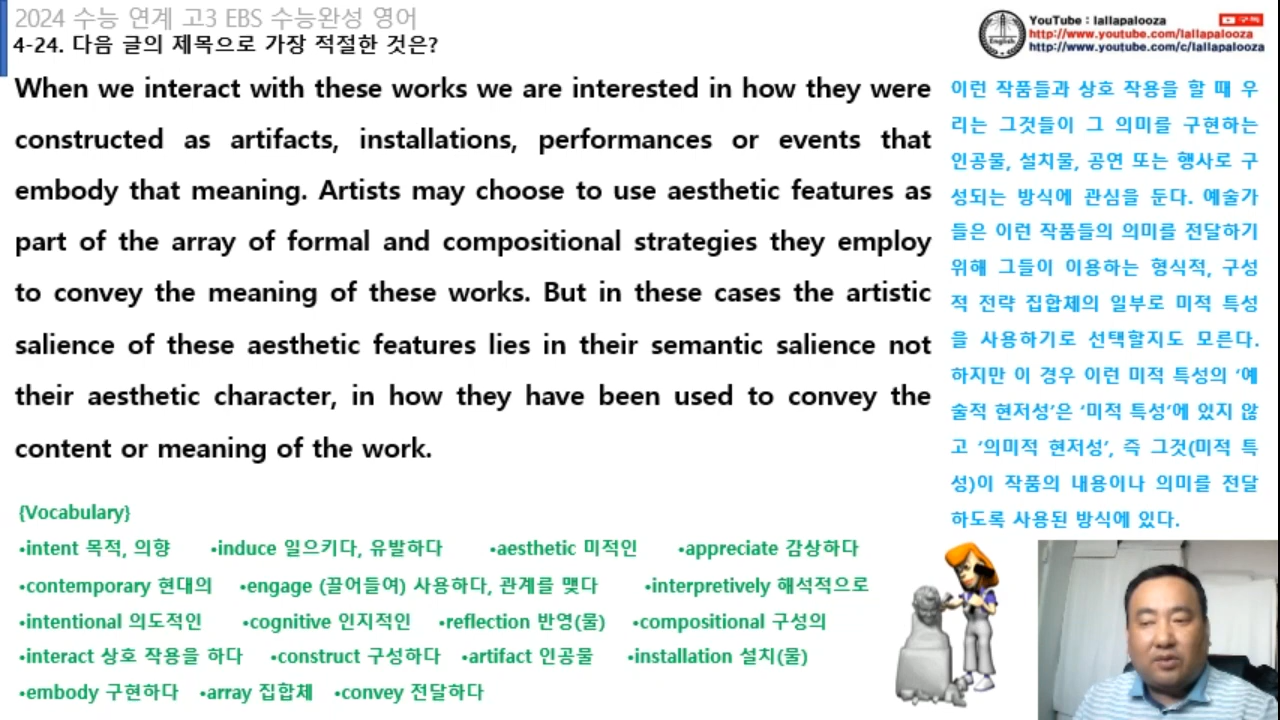 2024 수능 연계 고3 EBS 수능완성 영어
4-24. 다음 글의 제목으로 가장 적절한 것은?
YouTube : lallapalooza
구독
http://www.youtube.com/lallapalooza
http://www.youtube.com/c/lallapalooza
English
When we interact with these works we are interested in how they were
constructed as artifacts, installations, performances or events that
embody that meaning. Artists may choose to use aesthetic features as
part of the array of formal and compositional strategies they employ
to convey the meaning of these works. But in these cases the artistic
salience of these aesthetic features lies in their semantic salience not
their aesthetic character, in how they have been used to convey the
content or meaning of the work.
이런 작품들과 상호 작용을 할 때 우
리는 그것들이 그 의미를 구현하는
인공물, 설치물, 공연 또는 행사로 구
성되는 방식에 관심을 둔다. 예술가
들은 이런 작품들의 의미를 전달하기
위해 그들이 이용하는 형식적, 구성
적 전략 집합체의 일부로 미적 특성
을 사용하기로 선택할지도 모른다.
하지만 이 경우 이런 미적 특성의 ‘예
술적 현저성’은 ‘미적 특성’에 있지 않
고 ‘의미적 현저성’, 즉 그것(미적 특
성)이 작품의 내용이나 의미를 전달
하도록 사용된 방식에 있다.
{Vocabulary}
•intent 목적, 의향 •induce 일으키다, 유발하다 •aesthetic 미적인 •appreciate 감상하다
•contemporary 현대의 •engage (끌어들여) 사용하다, 관계를 맺다 •interpretively 해석적으로
•intentional 의도적인 •cognitive 인지적인 •reflection 반영(물) •compositional 구성의
•interact 상호 작용을 하다 •construct 구성하다 •artifact 인공물 •installation 설치(물)
•embody 구현하다 •array 집합체 •convey 전달하다